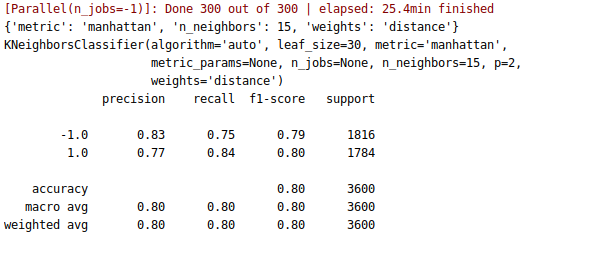 [Parallel(n_jobs=-1)]: Done 300 out of 300 | elapsed: 25.4min finished
{'metric': 'manhattan', 'n_neighbors': 15, 'weights': 'distance'}
KNeighborsClassifier(algorithm='auto', leaf_size=30, metric='manhattan',
                     metric_params=None, n_jobs=None, n_neighbors=15, p=2,
                     weights='distance')
              precision    recall  f1-score   support

        -1.0       0.83      0.75      0.79      1816
         1.0       0.77      0.84      0.80      1784

    accuracy                           0.80      3600
   macro avg       0.80      0.80      0.80      3600
weighted avg       0.80      0.80      0.80      3600